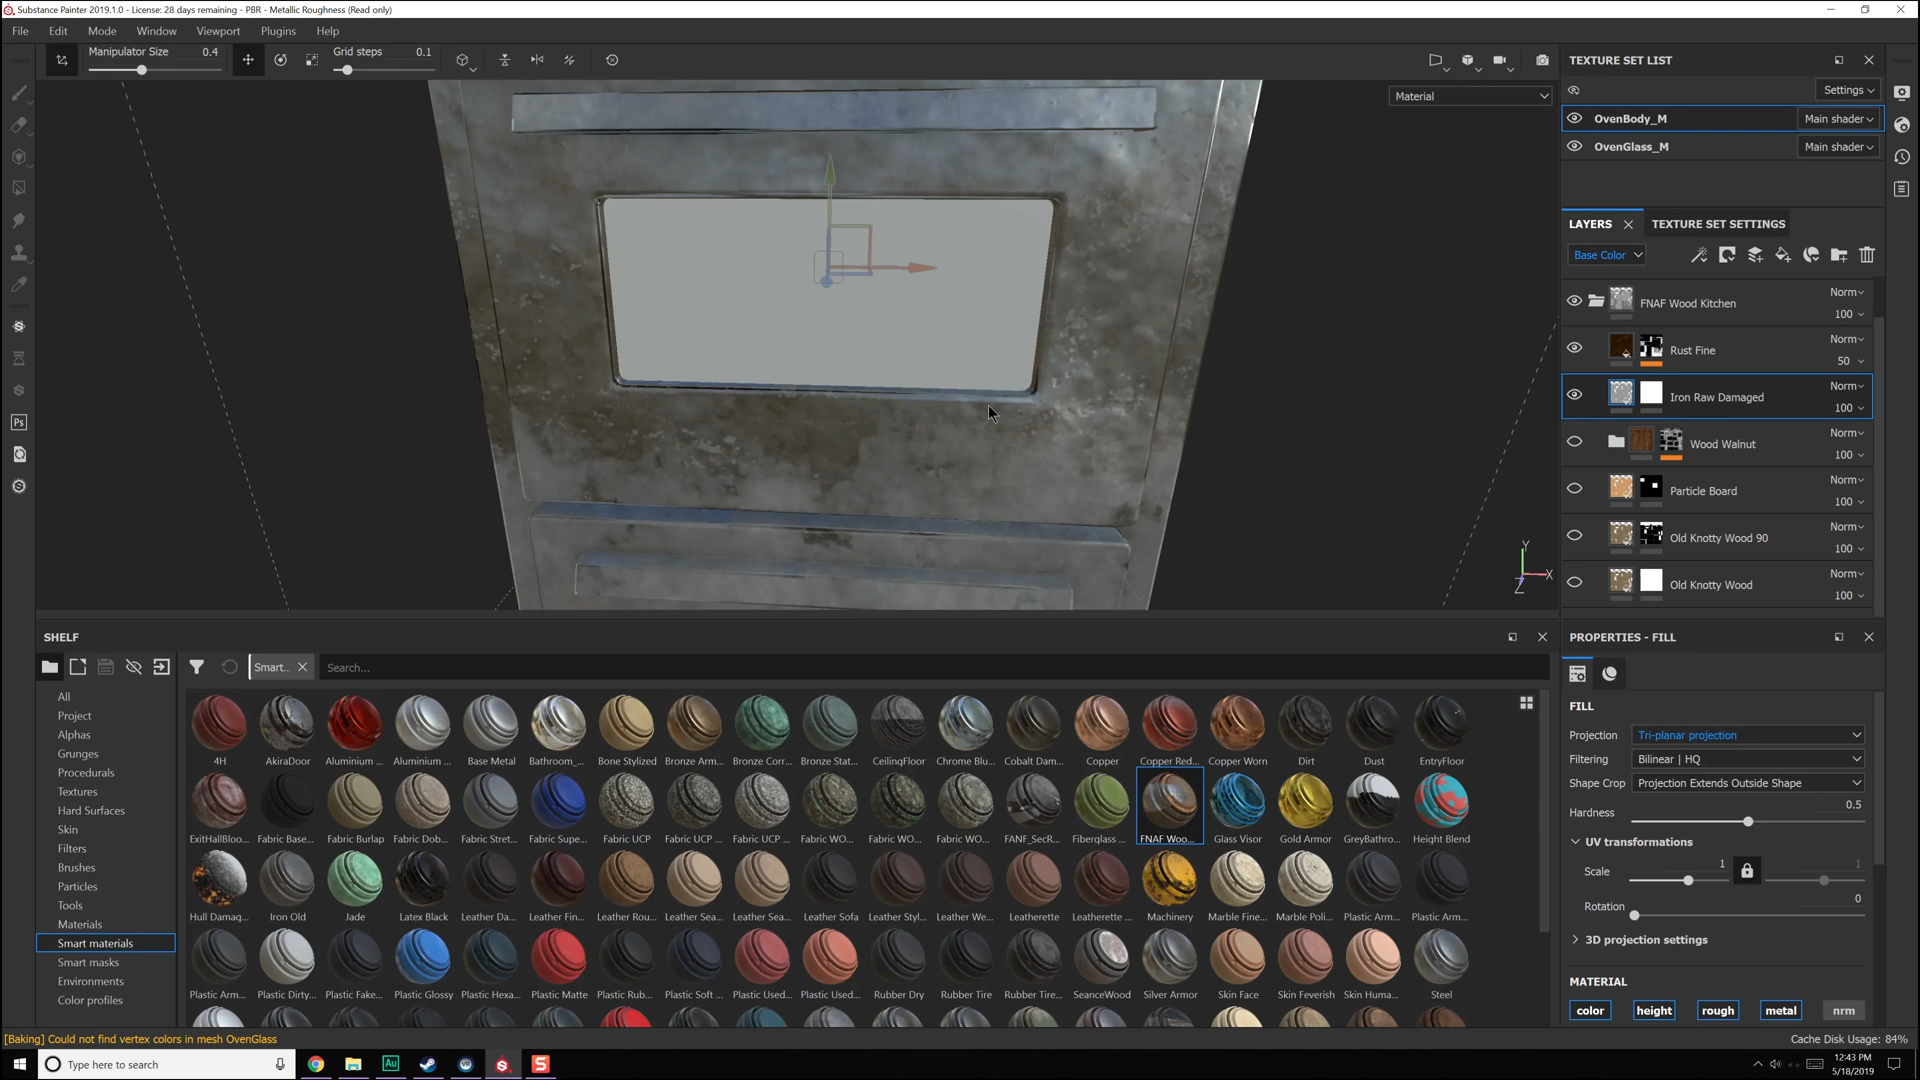 Substance Painter 2019.1.0 - License: 28 days remaining - PBR - Metallic Roughness (Read only)
File Edit Mode Window Viewport Plugins Help
Manipulator Size 0.4 Grid steps 0.1
Material
TEXTURE SET LIST
Settings
OvenBody_M Main shader
OvenGlass_M Main shader
LAYERS TEXTURE SET SETTINGS
Base Color
FNAF Wood Kitchen Norm 100
Rust Fine Norm 50
Iron Raw Damaged Norm 100
Wood Walnut Norm 100
Particle Board Norm 100
Old Knotty Wood 90 Norm 100
Old Knotty Wood Norm 100
Y
X
Z
SHELF
Smart.. Search...
All
Project
Alphas
Grunges
Procedurals
Textures
Hard Surfaces
Skin
Filters
Brushes
Particles
Tools
Materials
Smart materials
Smart masks
Environments
Color profiles
4H AkiraDoor Aluminium ... Aluminium ... Base Metal Bathroom_... Bone Stylized Bronze Arm... Bronze Corr... Bronze Stat... CeilingFloor Chrome Blu... Cobalt Dam... Copper Copper Red... Copper Worn Dirt Dust EntryFloor
ExitHallBloo... Fabric Base... Fabric Burlap Fabric Dob... Fabric Stret... Fabric Supe... Fabric UCP Fabric UCP ... Fabric UCP ... Fabric WO... Fabric WO... Fabric WO... FANF_SecR... Fiberglass ... FNAF Woo... Glass Visor Gold Armor GreyBathro... Height Blend
Hull Damag... Iron Old Jade Latex Black Leather Da... Leather Fin... Leather Rou... Leather Sea... Leather Sea... Leather Sofa Leather Styl... Leather We... Leatherette Leatherette ... Machinery Marble Fine... Marble Poli... Plastic Arm... Plastic Arm...
Plastic Arm... Plastic Dirty... Plastic Fake... Plastic Glossy Plastic Hexa... Plastic Matte Plastic Rub... Plastic Soft ... Plastic Used... Plastic Used... Rubber Dry Rubber Tire Rubber Tire... SeanceWood Silver Armor Skin Face Skin Feverish Skin Huma... Steel
PROPERTIES - FILL
FILL
Projection Tri-planar projection
Filtering Bilinear | HQ
Shape Crop Projection Extends Outside Shape
Hardness 0.5
UV transformations
Scale 1 1
Rotation 0
3D projection settings
MATERIAL
color height rough metal nrm
[Baking] Could not find vertex colors in mesh OvenGlass
Cache Disk Usage: 84%
Type here to search
Ps
Au
S
12:43 PM
5/18/2019